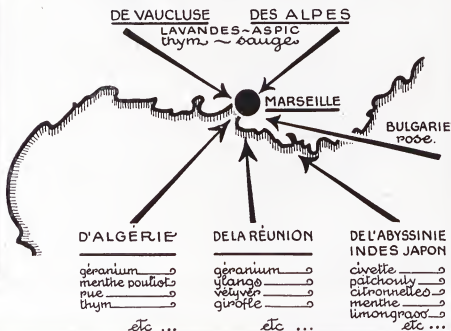 DE VAUCLUSE DES ALPES
LAVANDES~ASPIC
thym ~ sauge
MARSEILLE
BULGARIE
rose.
D'ALGÉRIE
géranium
menthe pouliot
rue
thym
etc ...
DE LA RÉUNION
géranium
ylangs
vétyver
girofle
etc ...
DE L'ABYSSINIE
INDES JAPON
civette
patchouly
citronnelles
menthe
limongrass
etc ...